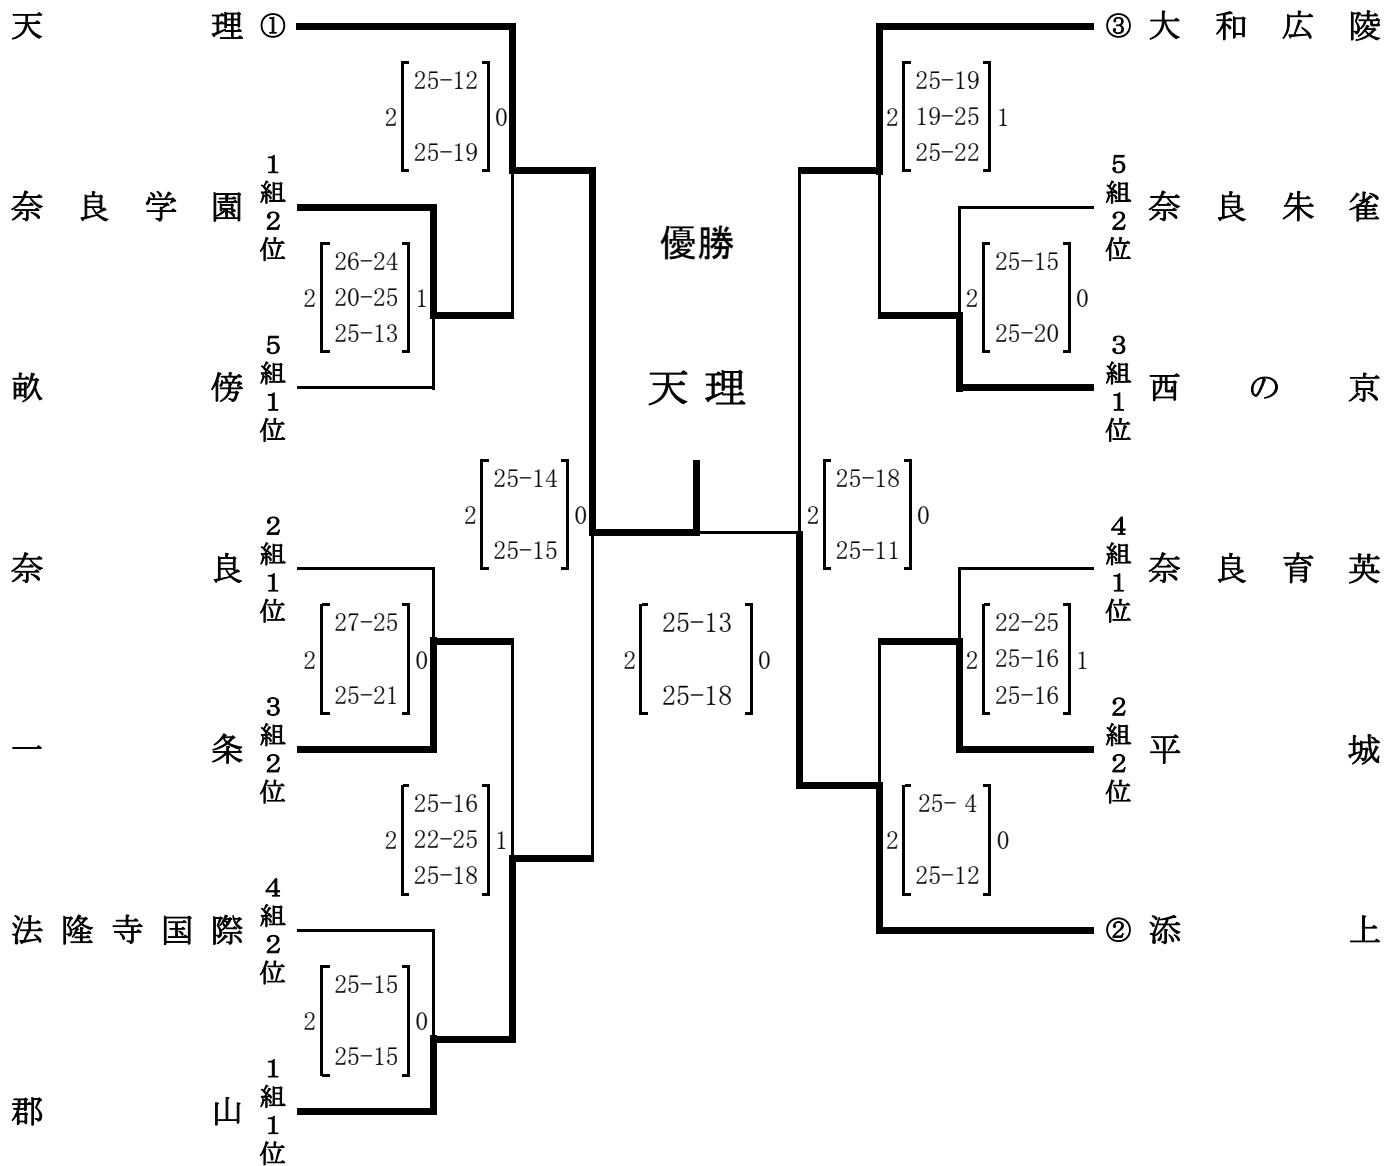 天理 ①
2 25-12 0
25-19
奈良学園 1組2位
26-24
2 20-25 1
25-13
畝傍 5組1位
2 25-14 0
25-15
奈良 2組1位
2 27-25 0
25-21
一条 3組2位
25-16
2 22-25 1
25-18
法隆寺国際 4組2位
2 25-15 0
25-15
郡山 1組1位
優勝
天理
2 25-13 0
25-18
③ 大和広陵
25-19
2 19-25 1
25-22
5組2位 奈良朱雀
2 25-15 0
25-20
3組1位 西の京
2 25-18 0
25-11
4組1位 奈良育英
22-25
2 25-16 1
25-16
2組2位 平城
2 25- 4 0
25-12
② 添上